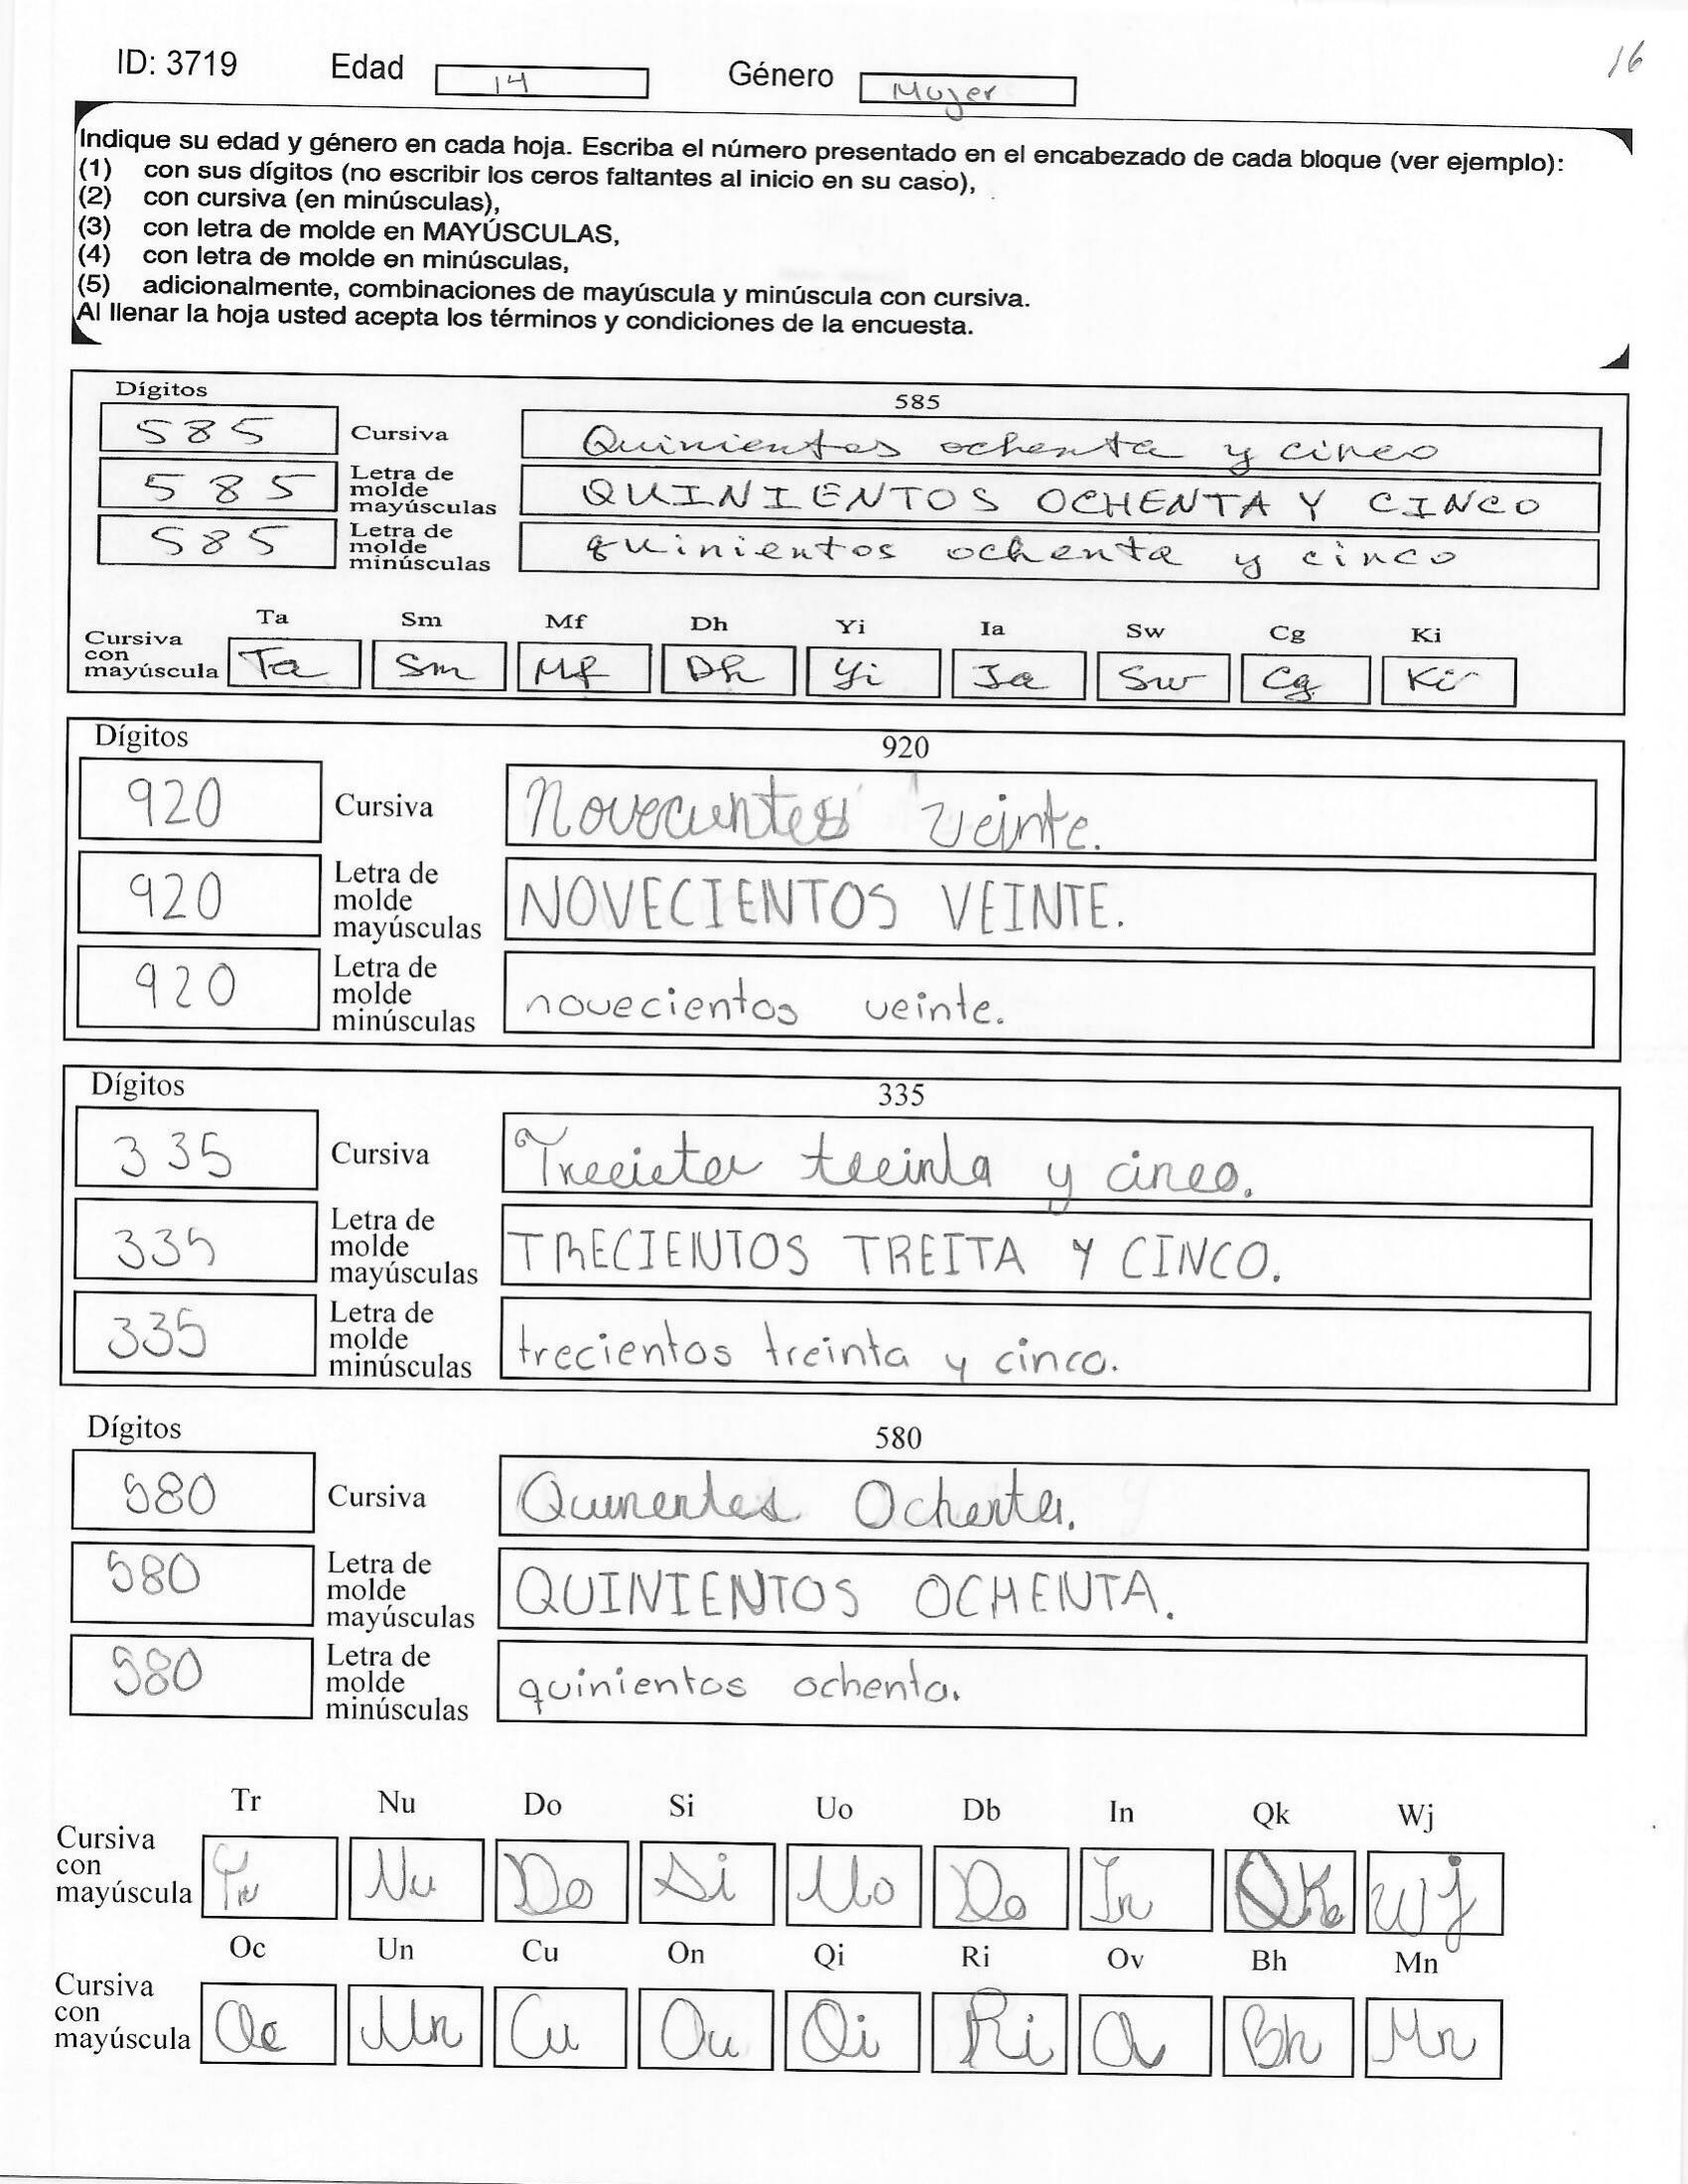 ID: 3719 Edad 14 Género Mujer 16
Indique su edad y género en cada hoja. Escriba el número presentado en el encabezado de cada bloque (ver ejemplo):
(1) con sus dígitos (no escribir los ceros faltantes al inicio en su caso),
(2) con cursiva (en minúsculas),
(3) con letra de molde en MAYÚSCULAS,
(4) con letra de molde en minúsculas,
(5) adicionalmente, combinaciones de mayúscula y minúscula con cursiva.
Al llenar la hoja usted acepta los términos y condiciones de la encuesta.
Dígitos 585
585 Cursiva Quinientos ochenta y cinco
585 Letra de molde mayúsculas QUINIENTOS OCHENTA Y CINCO
585 Letra de molde minúsculas quinientos ochenta y cinco
Ta Sm Mf Dh Yi Ia Sw Cg Ki
Cursiva con mayúscula Ta Sm Mf Dh Yi Ia Sw Cg Ki
Dígitos 920
920 Cursiva Novecientos veinte.
920 Letra de molde mayúsculas NOVECIENTOS VEINTE.
920 Letra de molde minúsculas novecientos veinte.
Dígitos 335
335 Cursiva y cinco.
335 Letra de molde mayúsculas TRECIENTOS TREITA Y CINCO.
335 Letra de molde minúsculas trecientos treinta y cinco.
Dígitos 580
580 Cursiva Ochenta.
580 Letra de molde mayúsculas QUINIENTOS OCHENTA.
580 Letra de molde minúsculas quinientos ochenta.
Tr Nu Do Si Uo Db In Qk Wj
Cursiva con mayúscula Tr Nu Do Si Uo Do In Qk Wj
Oc Un Cu On Qi Ri Ov Bh Mn
Cursiva con mayúscula Oc Un Cu On Qi Ri Bh Mn